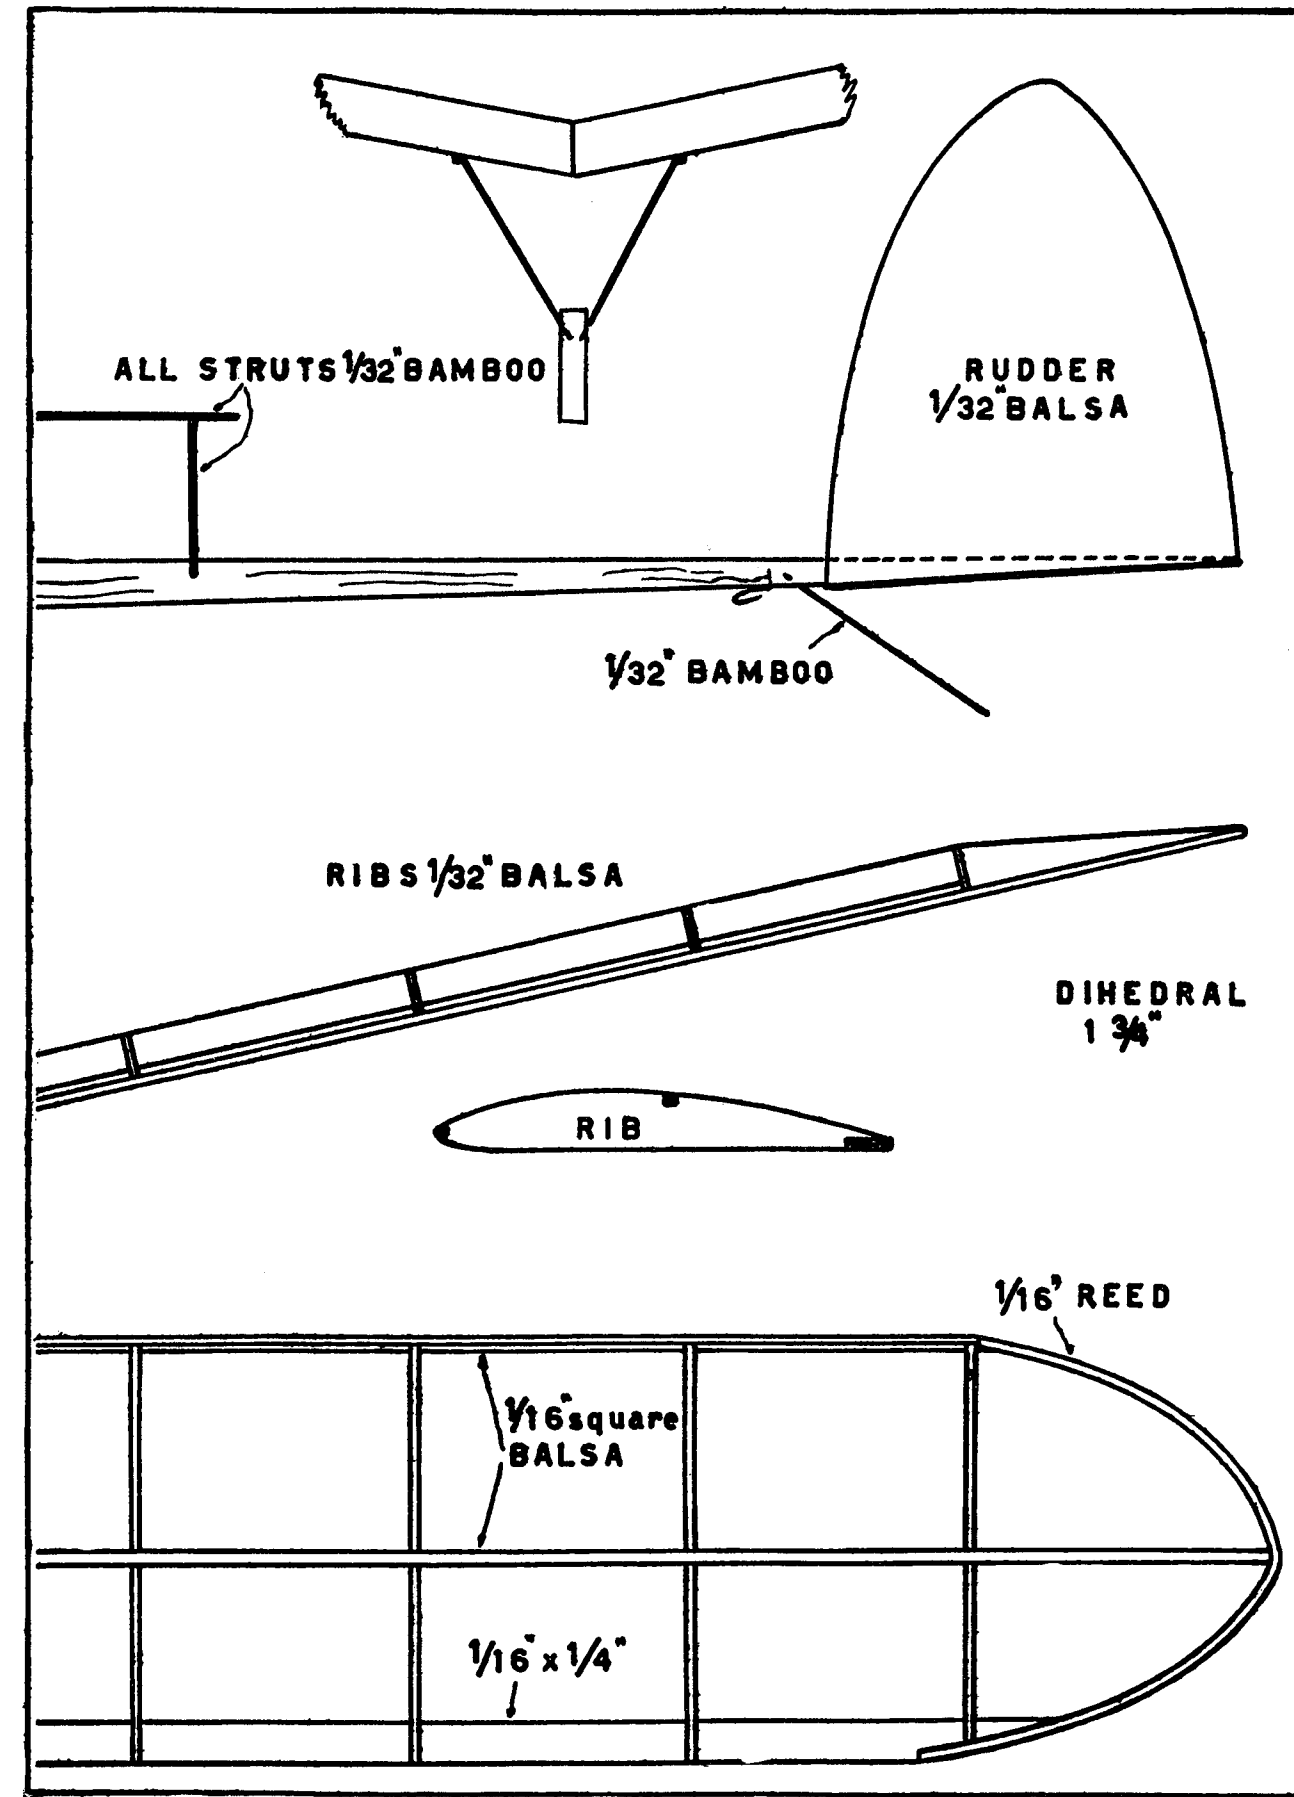 ALL STRUTS 1/32" BAMBOO
RUDDER
1/32" BALSA
1/32" BAMBOO
RIBS 1/32" BALSA
DIHEDRAL
1 3/4"
RIB
1/16" REED
1/16" square
BALSA
1/16" x 1/4"